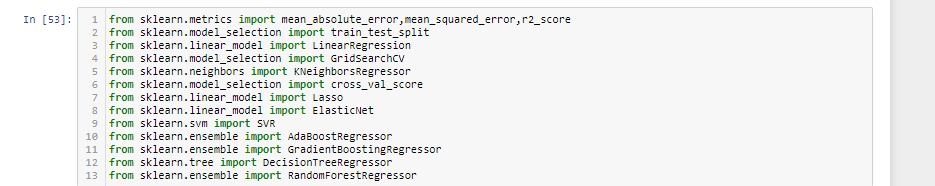 In [53]:
1 from sklearn.metrics import mean_absolute_error,mean_squared_error,r2_score
2 from sklearn.model_selection import train_test_split
3 from sklearn.linear_model import LinearRegression
4 from sklearn.model_selection import GridSearchCV
5 from sklearn.neighbors import KNeighborsRegressor
6 from sklearn.model_selection import cross_val_score
7 from sklearn.linear_model import Lasso
8 from sklearn.linear_model import ElasticNet
9 from sklearn.svm import SVR
10 from sklearn.ensemble import AdaBoostRegressor
11 from sklearn.ensemble import GradientBoostingRegressor
12 from sklearn.tree import DecisionTreeRegressor
13 from sklearn.ensemble import RandomForestRegressor